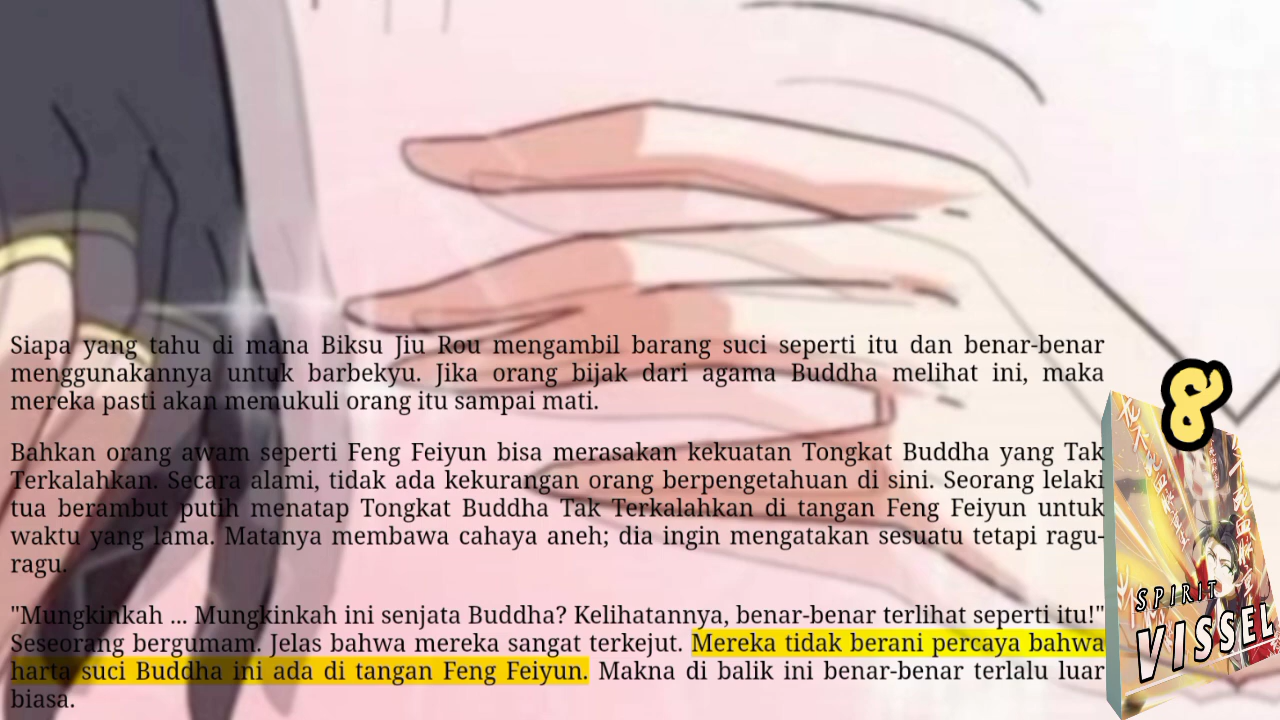 Siapa yang tahu di mana Biksu Jiu Rou mengambil barang suci seperti itu dan benar-benar
menggunakannya untuk barbekyu. Jika orang bijak dari agama Buddha melihat ini, maka
mereka pasti akan memukuli orang itu sampai mati.
Bahkan orang awam seperti Feng Feiyun bisa merasakan kekuatan Tongkat Buddha yang Tak
Terkalahkan. Secara alami, tidak ada kekurangan orang berpengetahuan di sini. Seorang lelaki
tua berambut putih menatap Tongkat Buddha Tak Terkalahkan di tangan Feng Feiyun untuk
waktu yang lama. Matanya membawa cahaya aneh; dia ingin mengatakan sesuatu tetapi ragu-
ragu.
"Mungkinkah ... Mungkinkah ini senjata Buddha? Kelihatannya, benar-benar terlihat seperti itu!"
Seseorang bergumam. Jelas bahwa mereka sangat terkejut. Mereka tidak berani percaya bahwa
harta suci Buddha ini ada di tangan Feng Feiyun. Makna di balik ini benar-benar terlalu luar
biasa.
8
SPIRIT
VISSEL